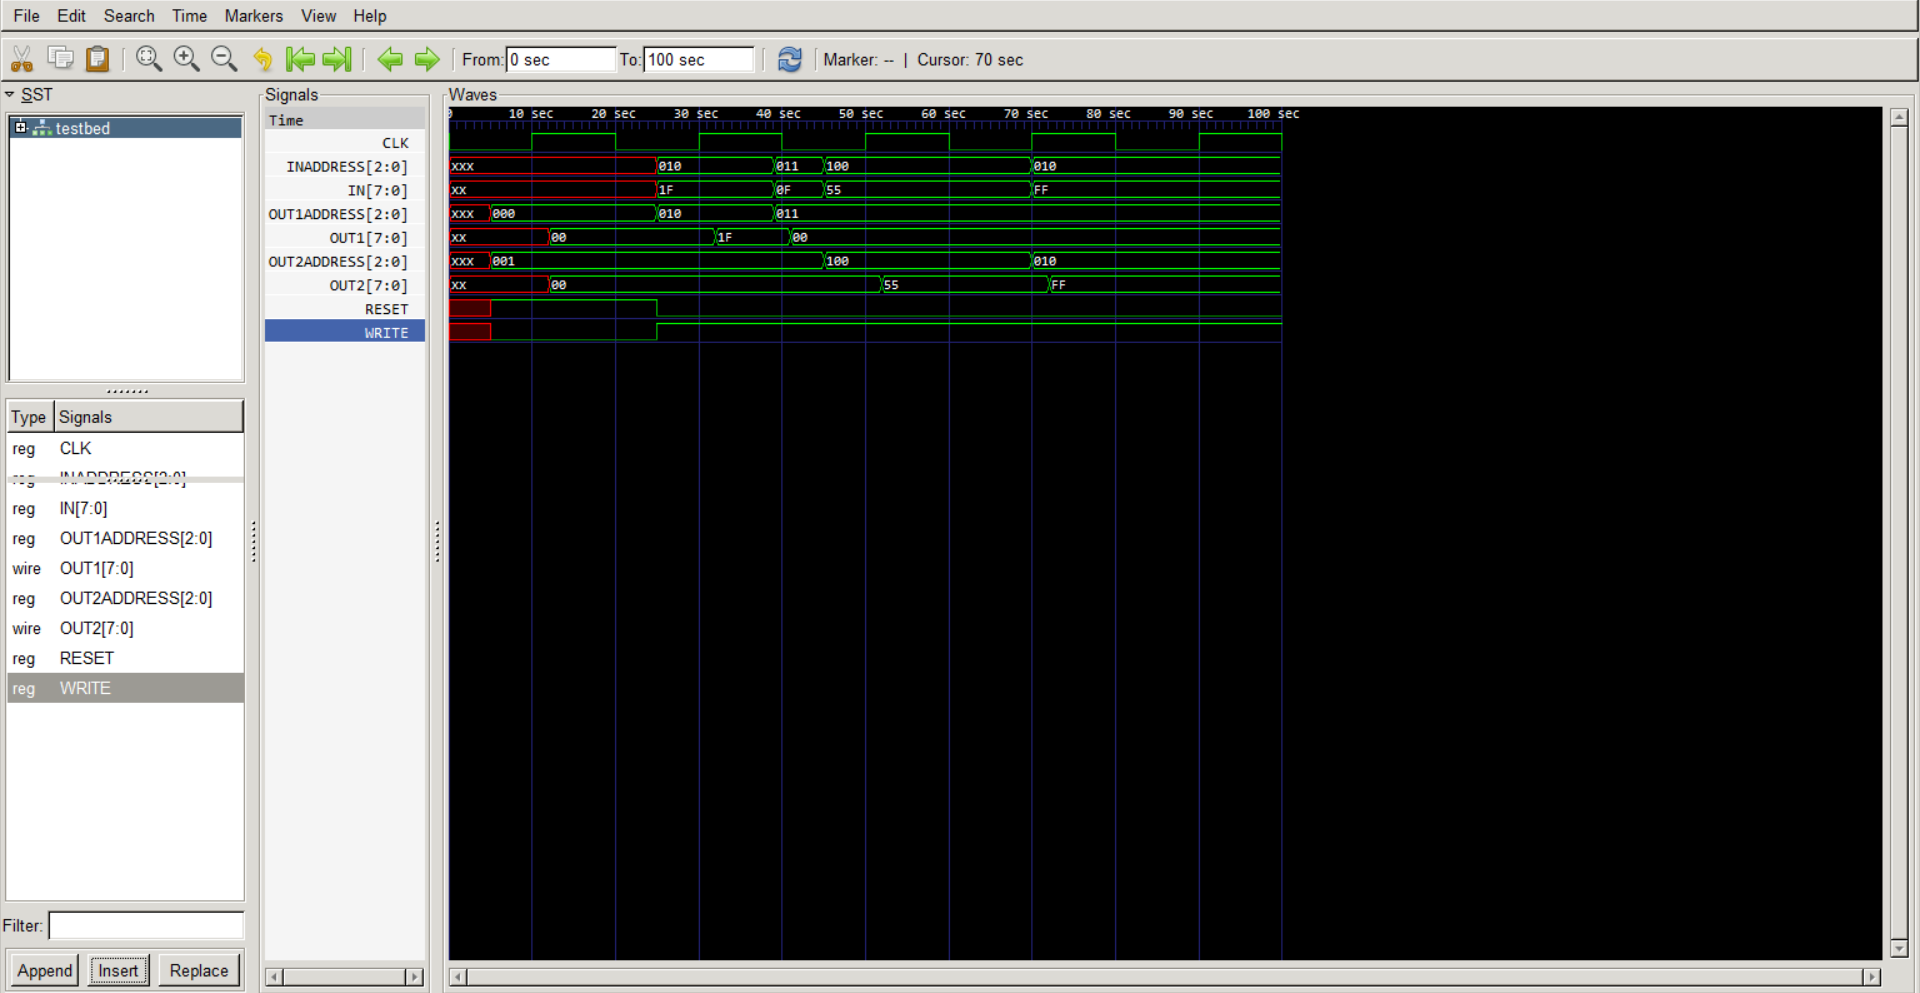 File Edit Search Time Markers View Help
From: 0 sec To: 100 sec Marker: -- | Cursor: 70 sec
SST
testbed
Type Signals
reg CLK
reg INADDRESS[2:0]
reg IN[7:0]
reg OUT1ADDRESS[2:0]
wire OUT1[7:0]
reg OUT2ADDRESS[2:0]
wire OUT2[7:0]
reg RESET
reg WRITE
Filter:
Append Insert Replace
Signals
Time
CLK
INADDRESS[2:0]
IN[7:0]
OUT1ADDRESS[2:0]
OUT1[7:0]
OUT2ADDRESS[2:0]
OUT2[7:0]
RESET
WRITE
Waves
0 10 sec 20 sec 30 sec 40 sec 50 sec 60 sec 70 sec 80 sec 90 sec 100 sec
xxx 010 011 100 010
xx 1F 0F 55 FF
xxx 000 010 011
xx 00 1F 00
xxx 001 100 010
xx 00 55 FF